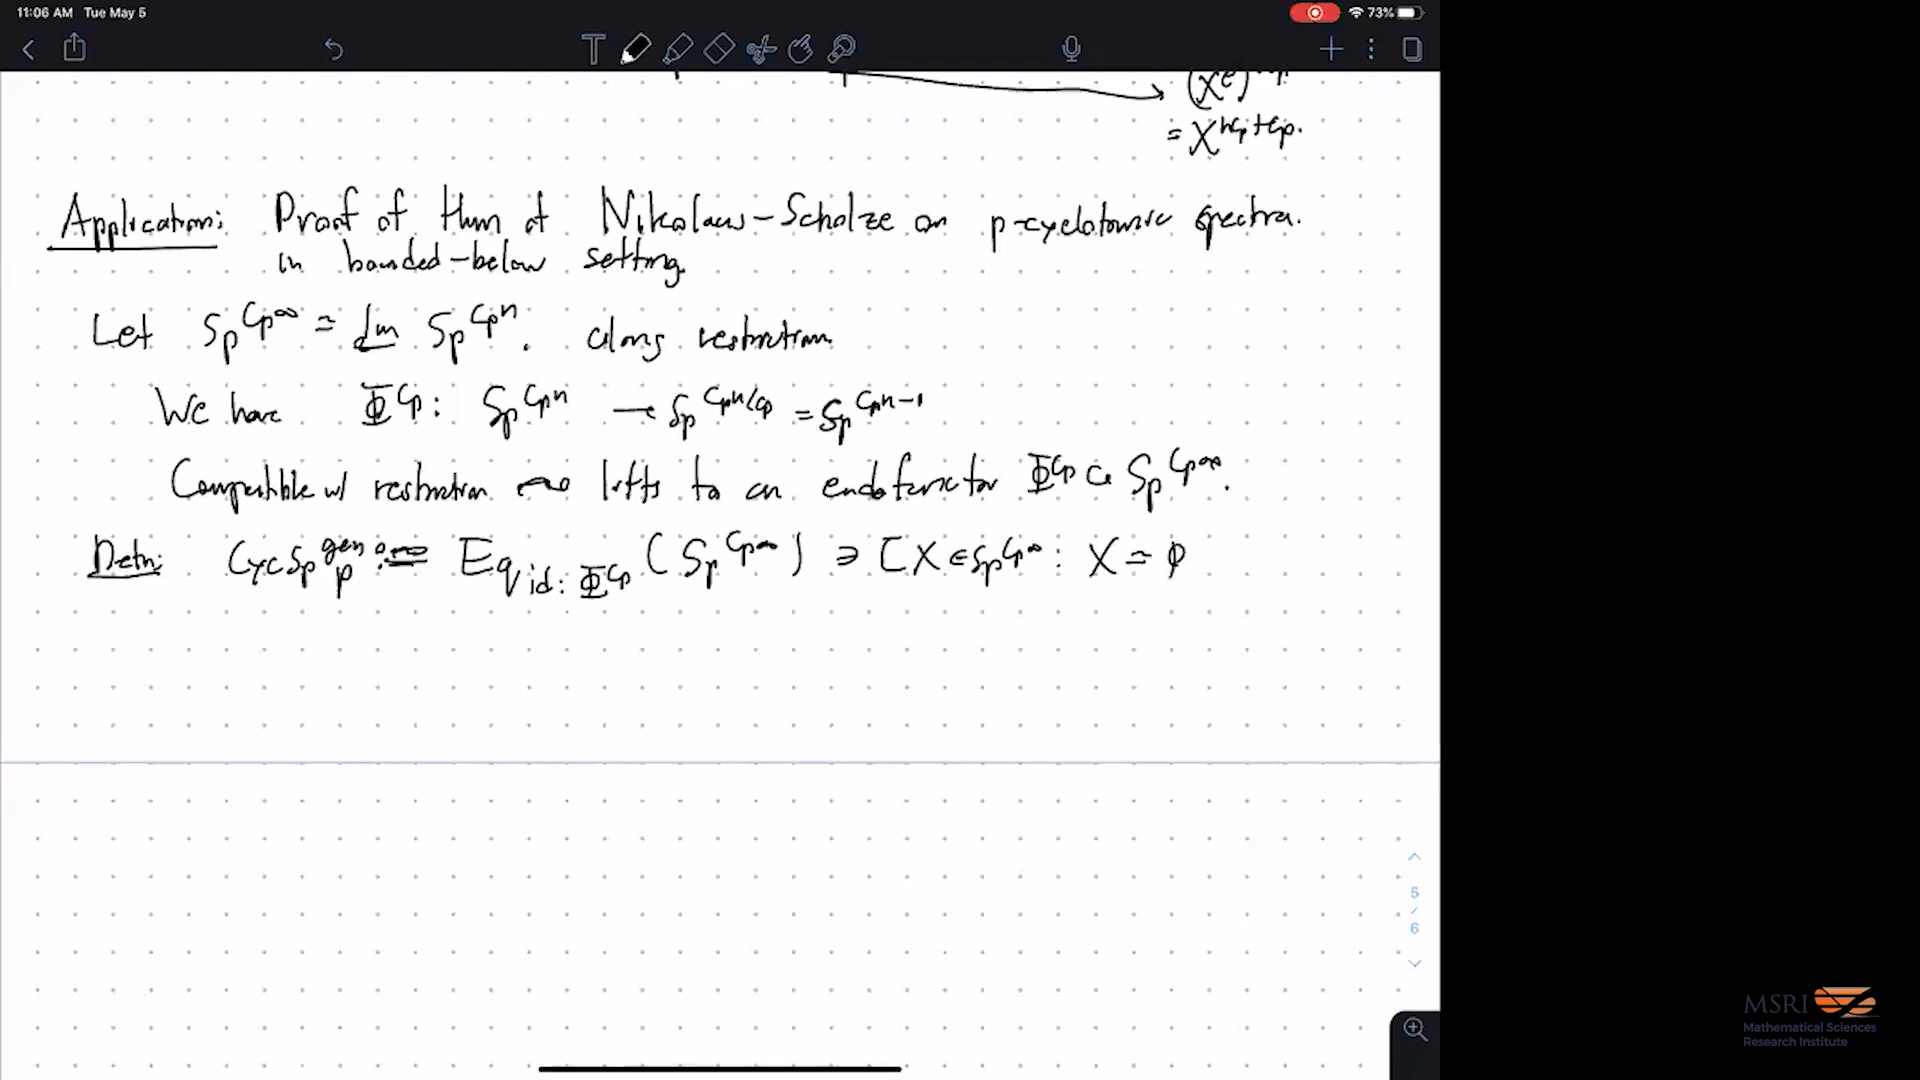 11:06 AM Tue May 5
73%
T
= X^{hC_p tC_p}.
Application: Proof of thm of Nikolaus-Scholze on p-cyclotomic spectra.
in bounded-below setting.
Let Sp^{C_{p^∞}} = lim Sp^{C_{p^n}}. along restriction
We have Φ^{C_p}: Sp^{C_{p^n}} → Sp^{C_{p^n}/C_p} = Sp^{C_{p^{n-1}}}
Compatible w/ restriction ⇝ lifts to an endofunctor Φ^{C_p} ↻ Sp^{C_{p^∞}}.
Defn: CycSp_p^{gen} := Eq_{id: Φ^{C_p}} (Sp^{C_{p^∞}}) ∋ [X ∈ Sp^{C_{p^∞}} : X ≃ Φ
5
/
6
MSRI
Mathematical Sciences
Research Institute